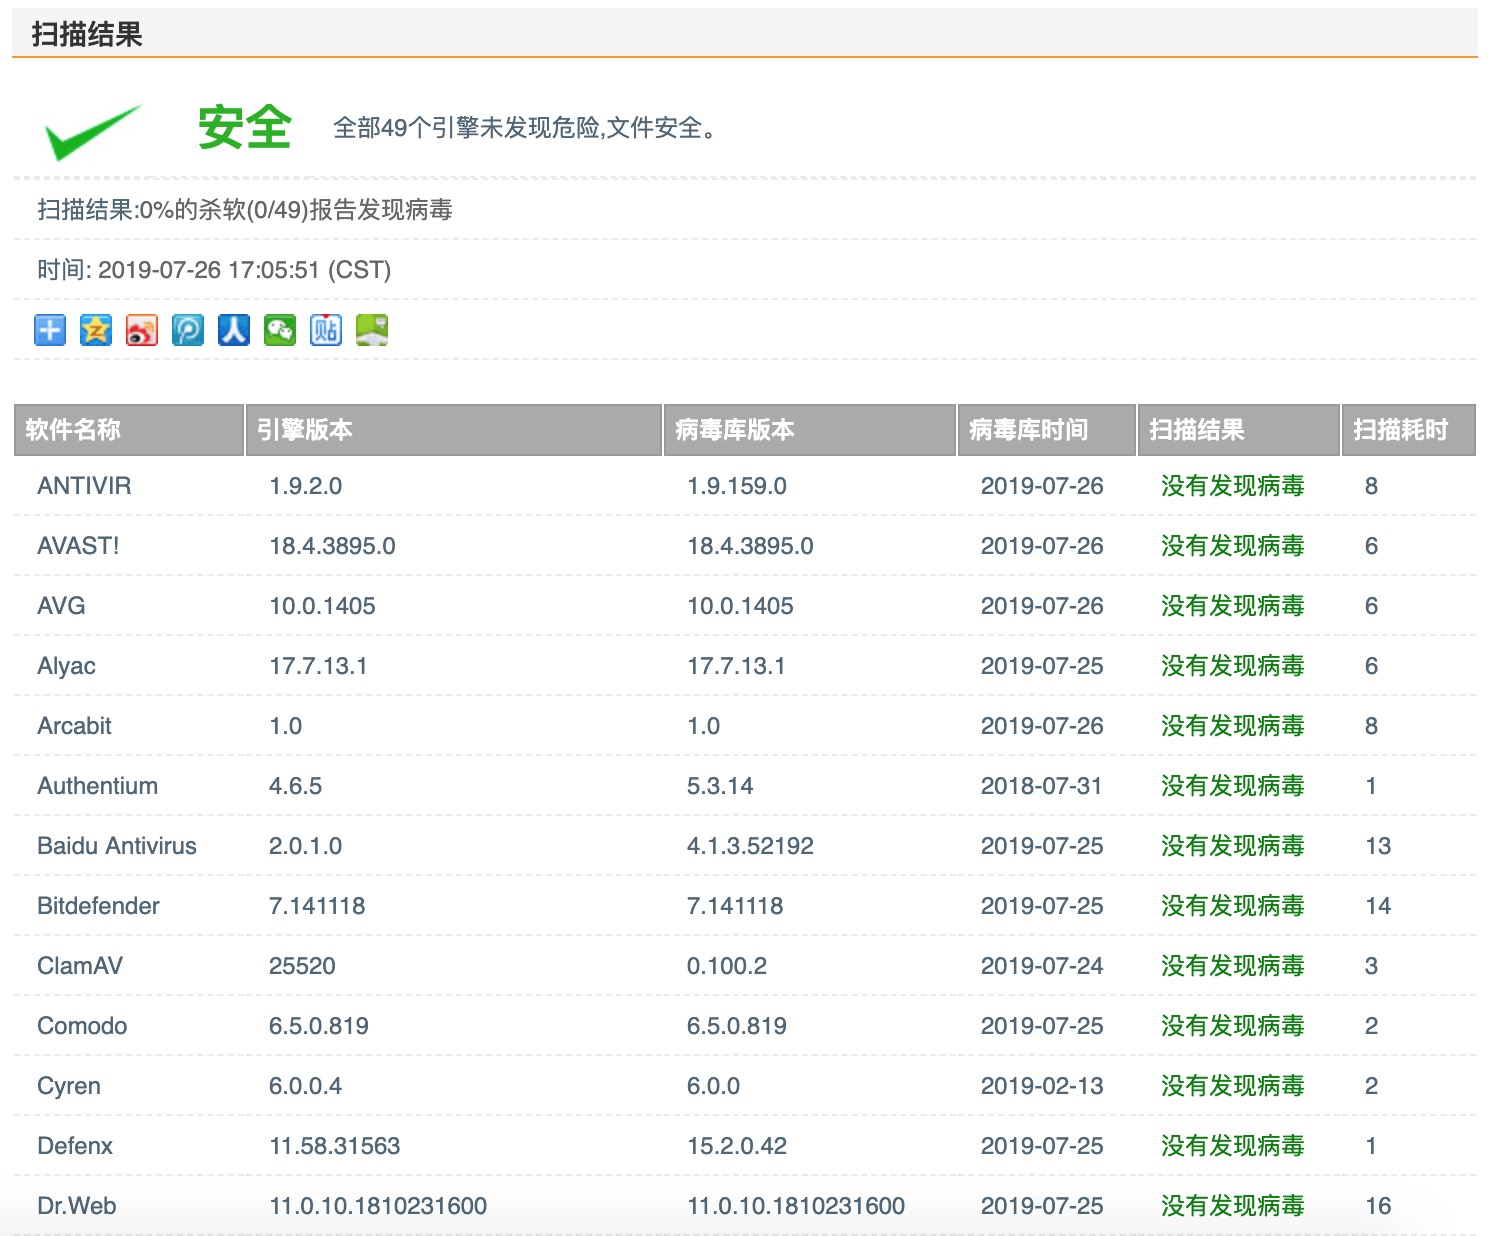 扫描结果
安全 全部49个引擎未发现危险,文件安全。
扫描结果:0%的杀软(0/49)报告发现病毒
时间: 2019-07-26 17:05:51 (CST)
人 贴
软件名称 引擎版本 病毒库版本 病毒库时间 扫描结果 扫描耗时
ANTIVIR 1.9.2.0 1.9.159.0 2019-07-26 没有发现病毒 8
AVAST! 18.4.3895.0 18.4.3895.0 2019-07-26 没有发现病毒 6
AVG 10.0.1405 10.0.1405 2019-07-26 没有发现病毒 6
Alyac 17.7.13.1 17.7.13.1 2019-07-25 没有发现病毒 6
Arcabit 1.0 1.0 2019-07-26 没有发现病毒 8
Authentium 4.6.5 5.3.14 2018-07-31 没有发现病毒 1
Baidu Antivirus 2.0.1.0 4.1.3.52192 2019-07-25 没有发现病毒 13
Bitdefender 7.141118 7.141118 2019-07-25 没有发现病毒 14
ClamAV 25520 0.100.2 2019-07-24 没有发现病毒 3
Comodo 6.5.0.819 6.5.0.819 2019-07-25 没有发现病毒 2
Cyren 6.0.0.4 6.0.0 2019-02-13 没有发现病毒 2
Defenx 11.58.31563 15.2.0.42 2019-07-25 没有发现病毒 1
Dr.Web 11.0.10.1810231600 11.0.10.1810231600 2019-07-25 没有发现病毒 16